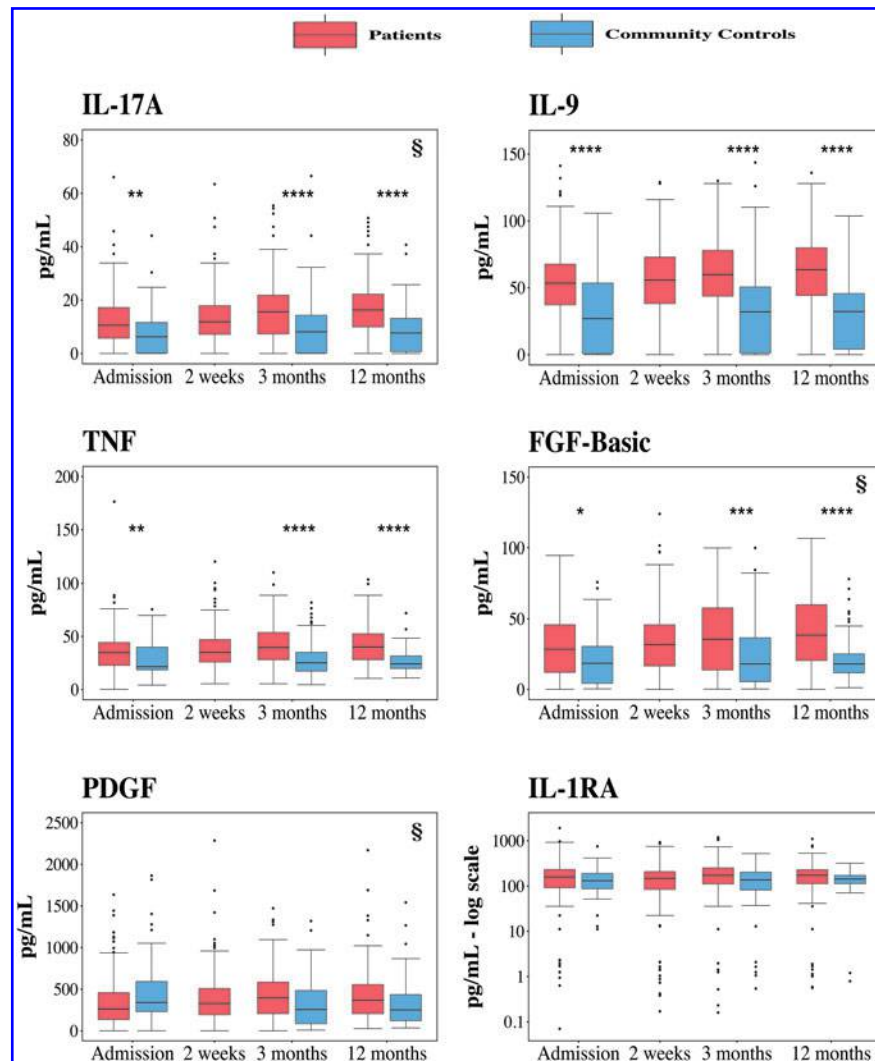 Patients Community Controls
IL-17A
80
60
40
20
0
pg/mL
§
** **** ****
Admission 2 weeks 3 months 12 months
IL-9
150
100
50
0
pg/mL
**** **** ****
Admission 2 weeks 3 months 12 months
TNF
200
150
100
50
0
pg/mL
** **** ****
Admission 2 weeks 3 months 12 months
FGF-Basic
150
100
50
0
pg/mL
§
* *** ****
Admission 2 weeks 3 months 12 months
PDGF
2500
2000
1500
1000
500
0
pg/mL
§
Admission 2 weeks 3 months 12 months
IL-1RA
1000
100
10
1
0.1
pg/mL - log scale
Admission 2 weeks 3 months 12 months